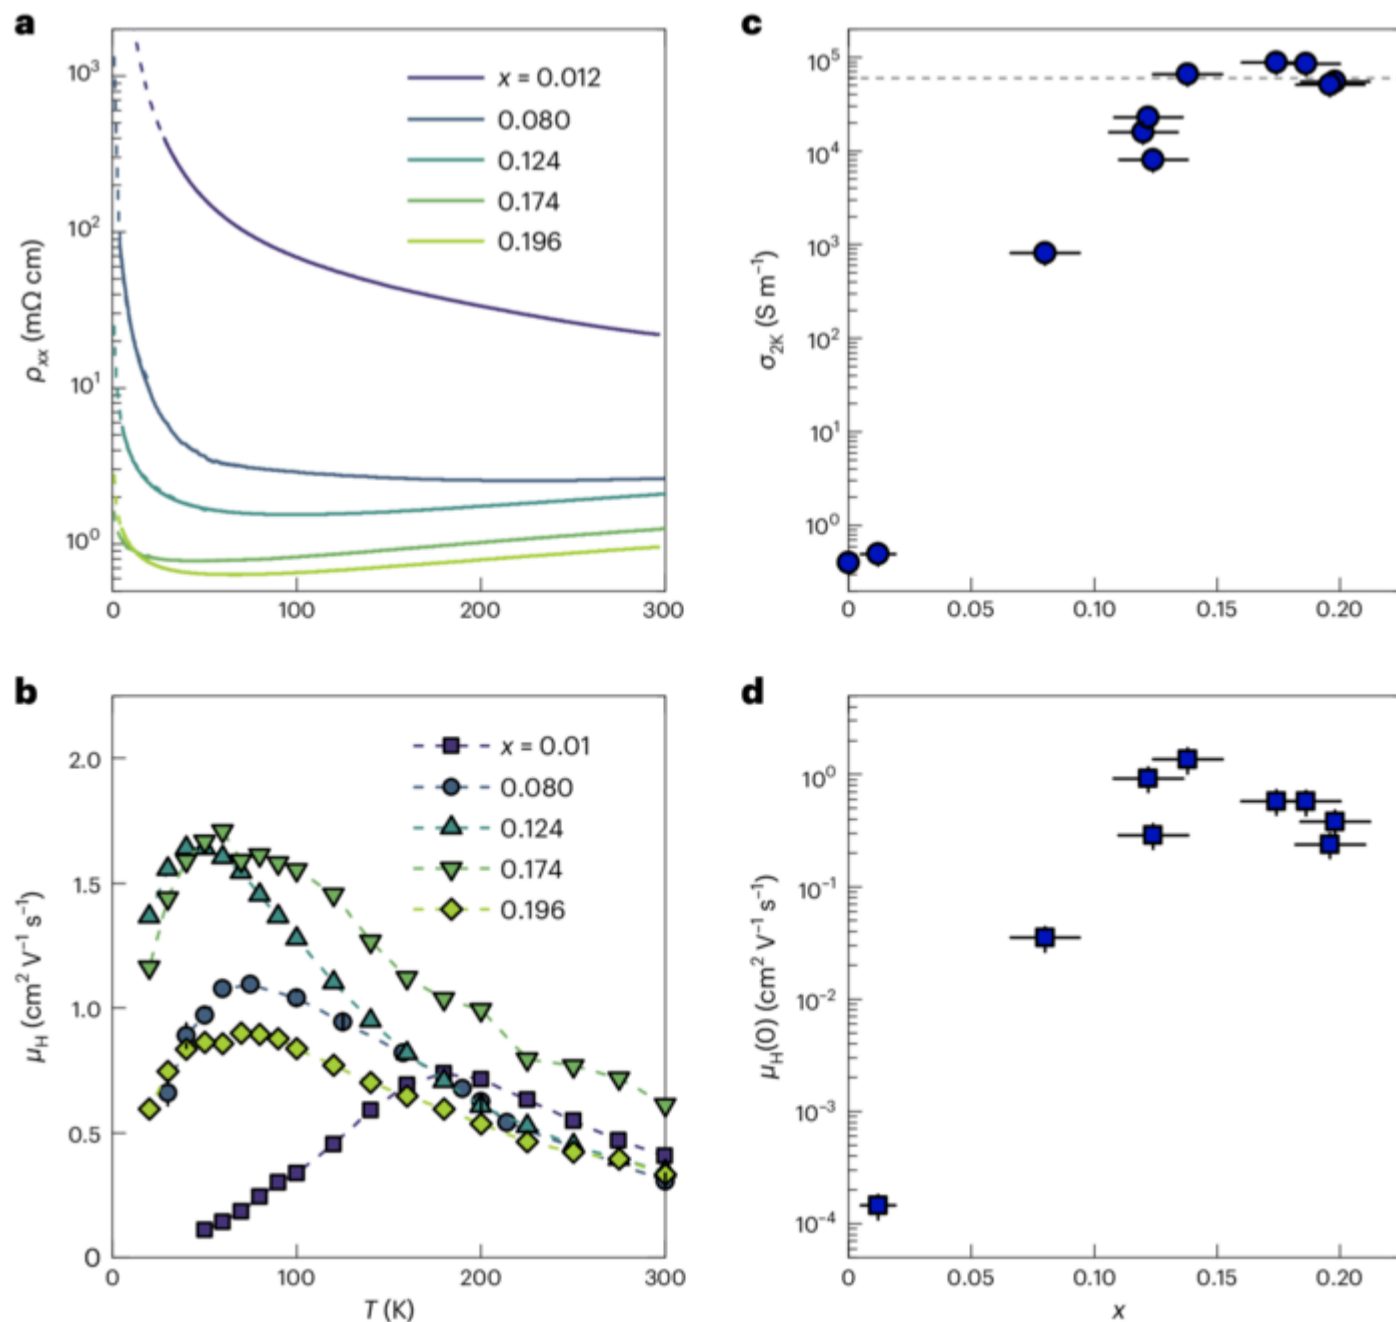 a
10³
10²
10¹
10⁰
ρxx (mΩ cm)
x = 0.012
0.080
0.124
0.174
0.196
0 100 200 300
c
10⁵
10⁴
10³
10²
10¹
10⁰
σ2K (S m⁻¹)
0 0.05 0.10 0.15 0.20
b
2.0
1.5
1.0
0.5
0
μH (cm² V⁻¹ s⁻¹)
x = 0.01
0.080
0.124
0.174
0.196
0 100 200 300
T (K)
d
10⁰
10⁻¹
10⁻²
10⁻³
10⁻⁴
μH(0) (cm² V⁻¹ s⁻¹)
0 0.05 0.10 0.15 0.20
x